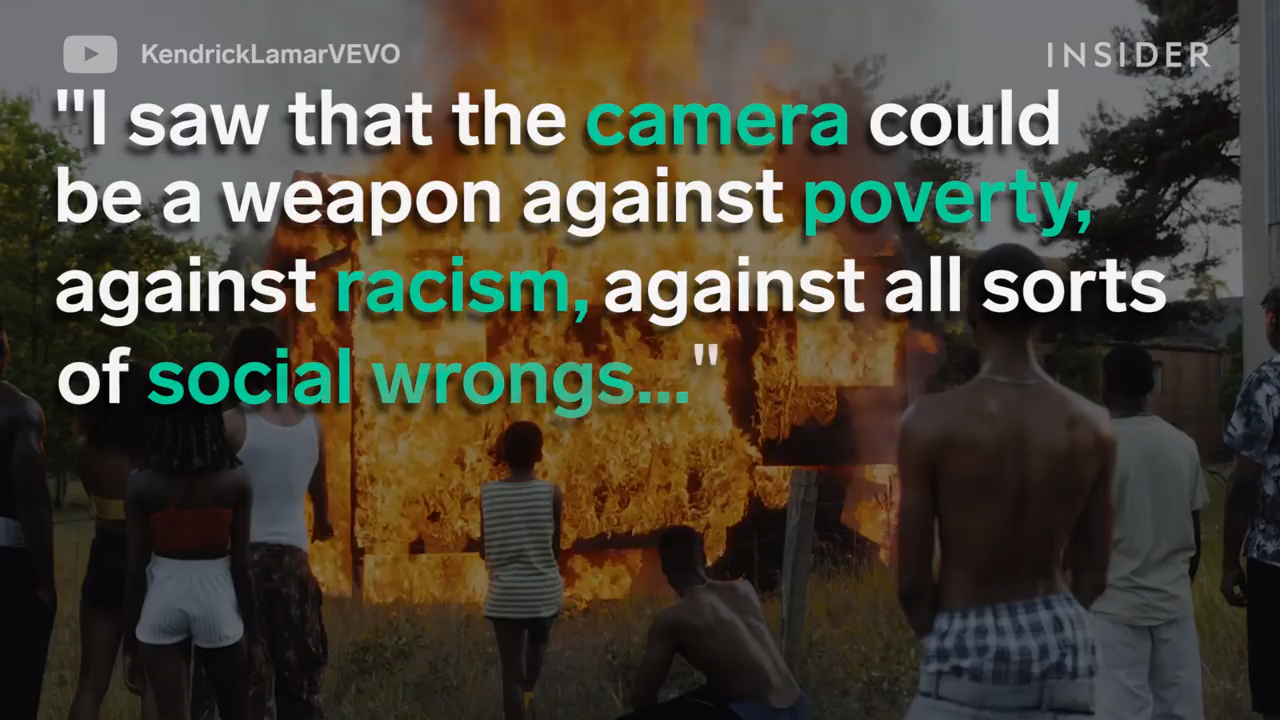 KendrickLamarVEVO
INSIDER
"I saw that the camera could
be a weapon against poverty,
against racism, against all sorts
of social wrongs..."